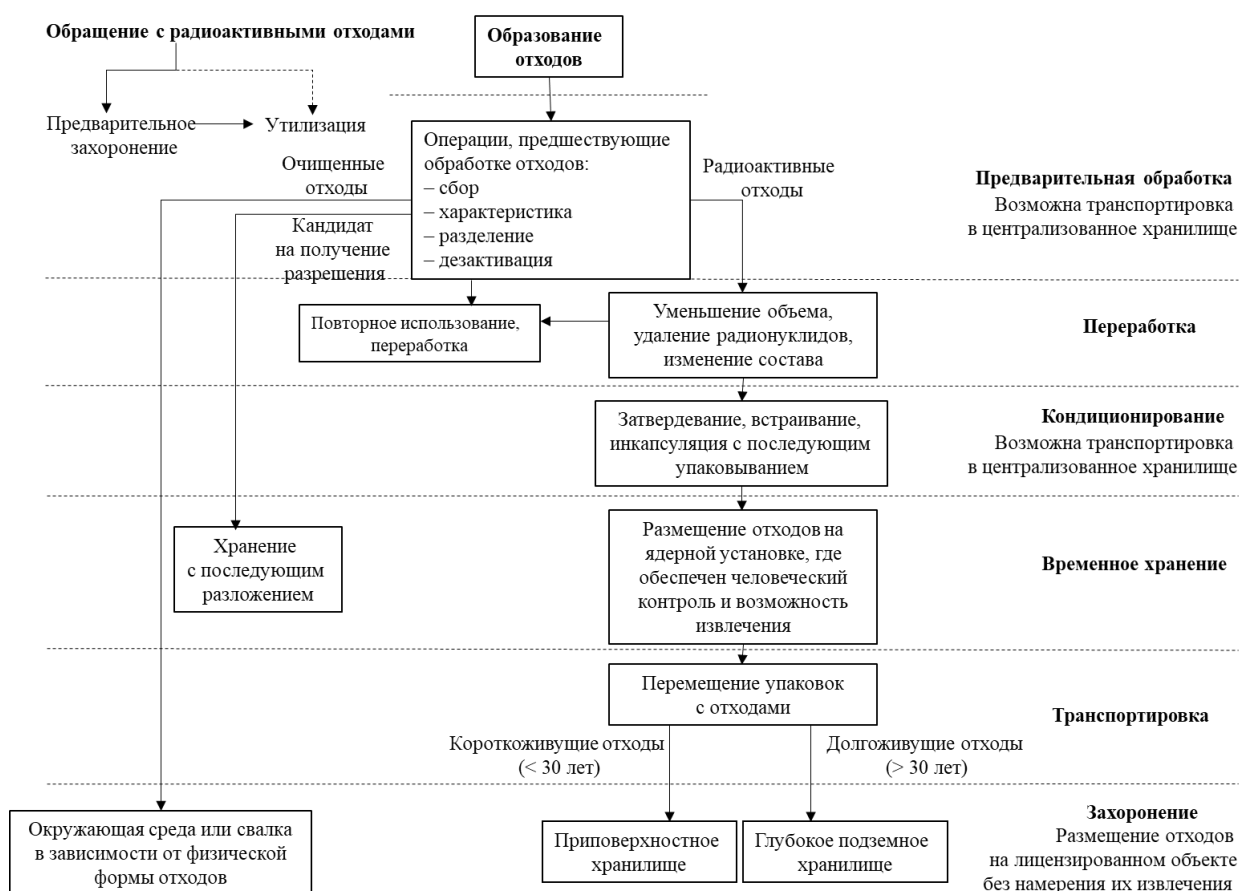 Обращение с радиоактивными отходами
Образование
отходов
Предварительное
захоронение
Утилизация
Операции, предшествующие
обработке отходов:
– сбор
– характеристика
– разделение
– дезактивация
Очищенные
отходы
Кандидат
на получение
разрешения
Радиоактивные
отходы
Предварительная обработка
Возможна транспортировка
в централизованное хранилище
Повторное использование,
переработка
Уменьшение объема,
удаление радионуклидов,
изменение состава
Переработка
Затвердевание, встраивание,
инкапсуляция с последующим
упаковыванием
Кондиционирование
Возможна транспортировка
в централизованное хранилище
Хранение
с последующим
разложением
Размещение отходов на
ядерной установке, где
обеспечен человеческий
контроль и возможность
извлечения
Временное хранение
Перемещение упаковок
с отходами
Транспортировка
Короткоживущие отходы
(< 30 лет)
Долгоживущие отходы
(> 30 лет)
Окружающая среда или свалка
в зависимости от физической
формы отходов
Приповерхностное
хранилище
Глубокое подземное
хранилище
Захоронение
Размещение отходов
на лицензированном объекте
без намерения их извлечения